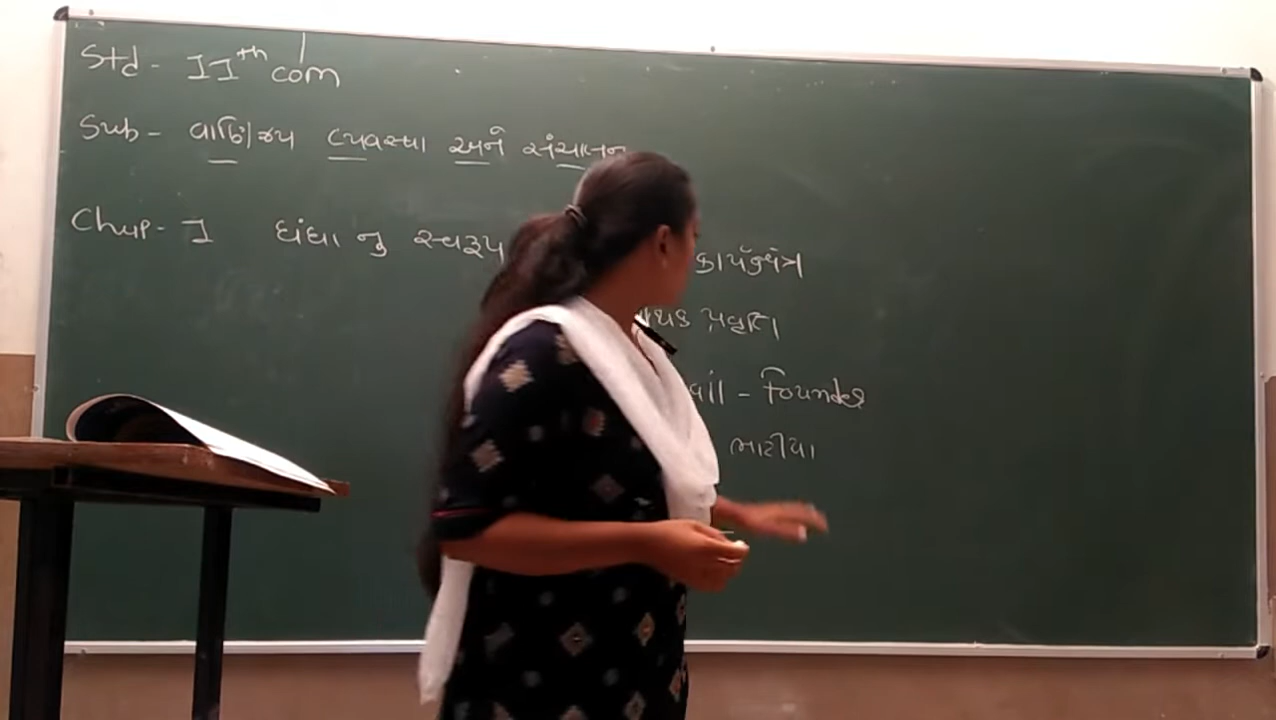 Std - 11th com
Sub - વાણિજ્ય વ્યવસ્થા અને સંચાલન
Chap - 1 ધંધા નુ સ્વરૂપ કાર્યક્ષેત્ર
પ્રવૃતિ
- Founder
ભાટીયા